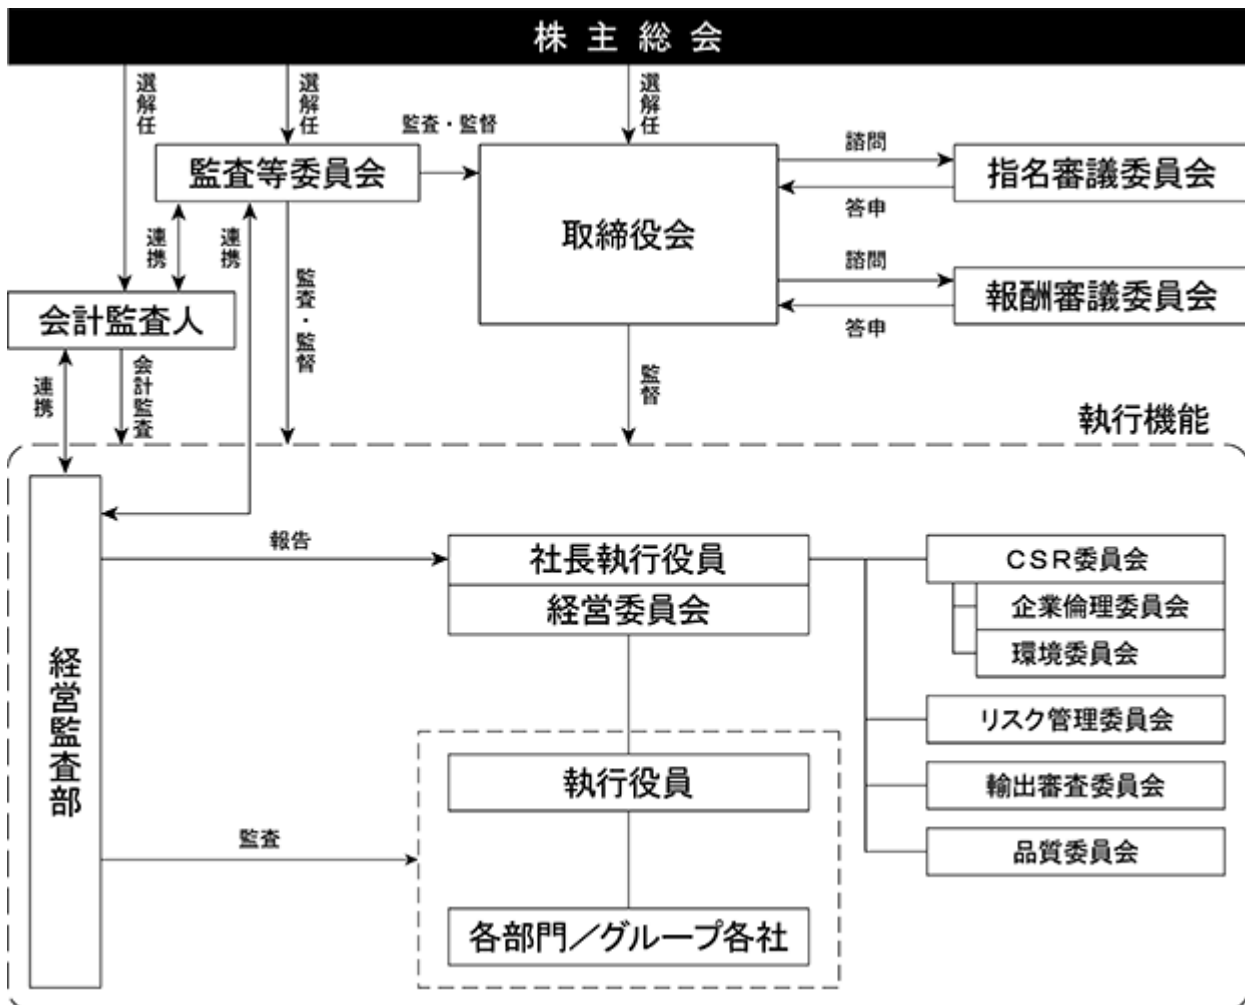 株主総会
選解任
選解任
選解任
監査・監督
監査等委員会
取締役会
諮問
答申
指名審議委員会
諮問
答申
報酬審議委員会
連携
連携
監査・監督
会計監査人
連携
会計監査
監督
執行機能
経営監査部
報告
社長執行役員
経営委員会
CSR委員会
企業倫理委員会
環境委員会
リスク管理委員会
輸出審査委員会
品質委員会
監査
執行役員
各部門／グループ各社